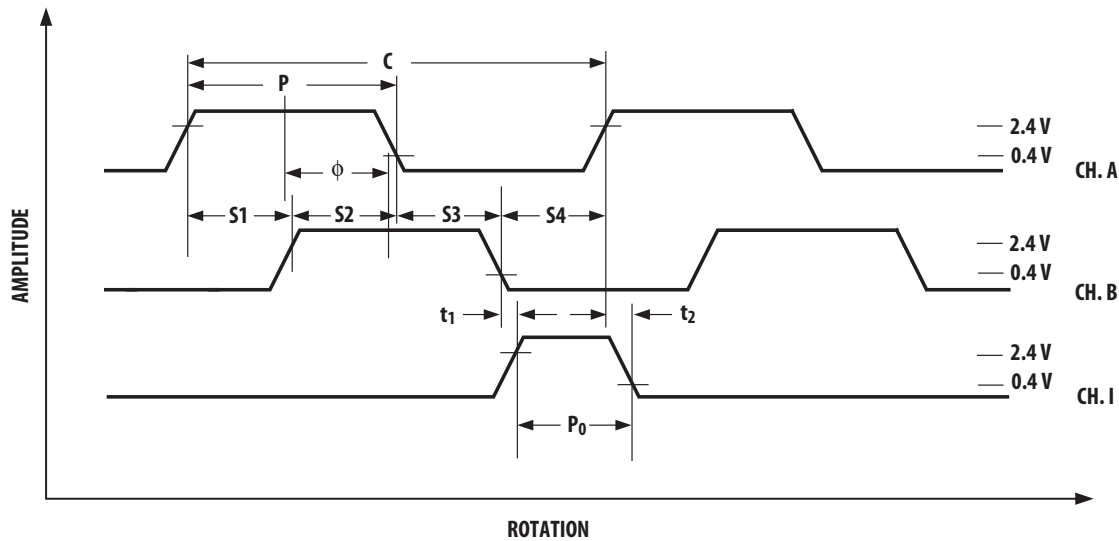 C
P
2.4 V
0.4 V
CH. A
ϕ
S1
S2
S3
S4
AMPLITUDE
2.4 V
0.4 V
CH. B
t1
t2
2.4 V
0.4 V
CH. I
P0
ROTATION